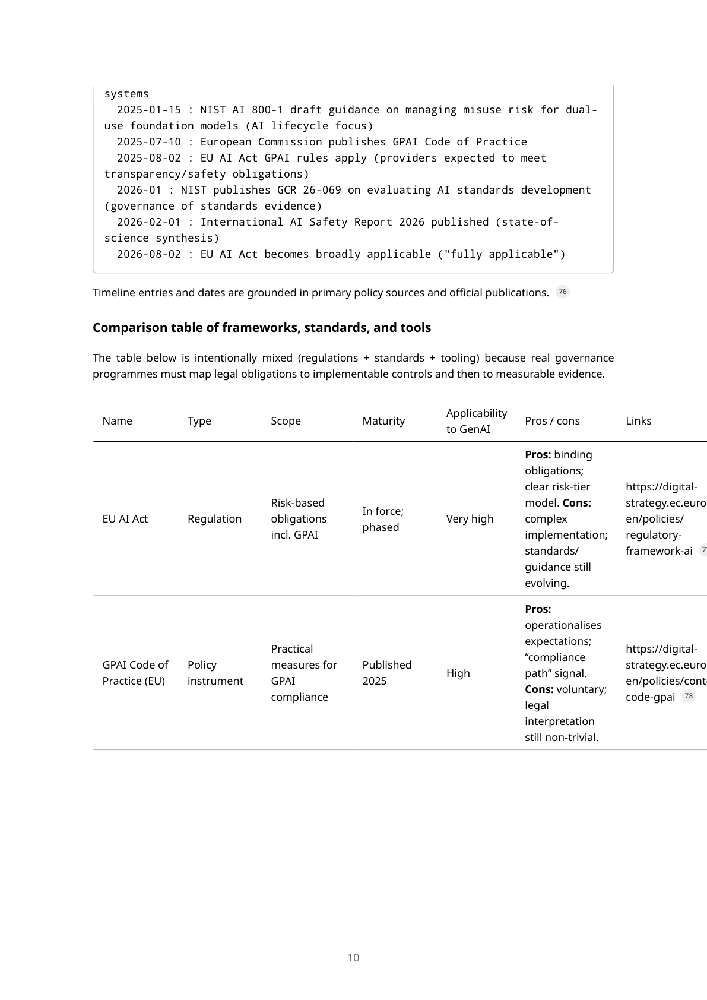 systems
2025-01-15 : NIST AI 800-1 draft guidance on managing misuse risk for dual-
use foundation models (AI lifecycle focus)
2025-07-10 : European Commission publishes GPAI Code of Practice
2025-08-02 : EU AI Act GPAI rules apply (providers expected to meet
transparency/safety obligations)
2026-01 : NIST publishes GCR 26-069 on evaluating AI standards development
(governance of standards evidence)
2026-02-01 : International AI Safety Report 2026 published (state-of-
science synthesis)
2026-08-02 : EU AI Act becomes broadly applicable ("fully applicable")
Timeline entries and dates are grounded in primary policy sources and official publications. 76
Comparison table of frameworks, standards, and tools
The table below is intentionally mixed (regulations + standards + tooling) because real governance
programmes must map legal obligations to implementable controls and then to measurable evidence.
Name
Type
Scope
Maturity
Applicability
to GenAI
Pros / cons
Links
EU AI Act
Regulation
Risk-based
obligations
incl. GPAI
In force;
phased
Very high
Pros: binding
obligations;
clear risk-tier
model. Cons:
complex
implementation;
standards/
guidance still
evolving.
https://digital-
strategy.ec.euro
en/policies/
regulatory-
framework-ai
GPAI Code of
Practice (EU)
Policy
instrument
Practical
measures for
GPAI
compliance
Published
2025
High
Pros:
operationalises
expectations;
“compliance
path” signal.
Cons: voluntary;
legal
interpretation
still non-trivial.
https://digital-
strategy.ec.euro
en/policies/cont
code-gpai 78
10